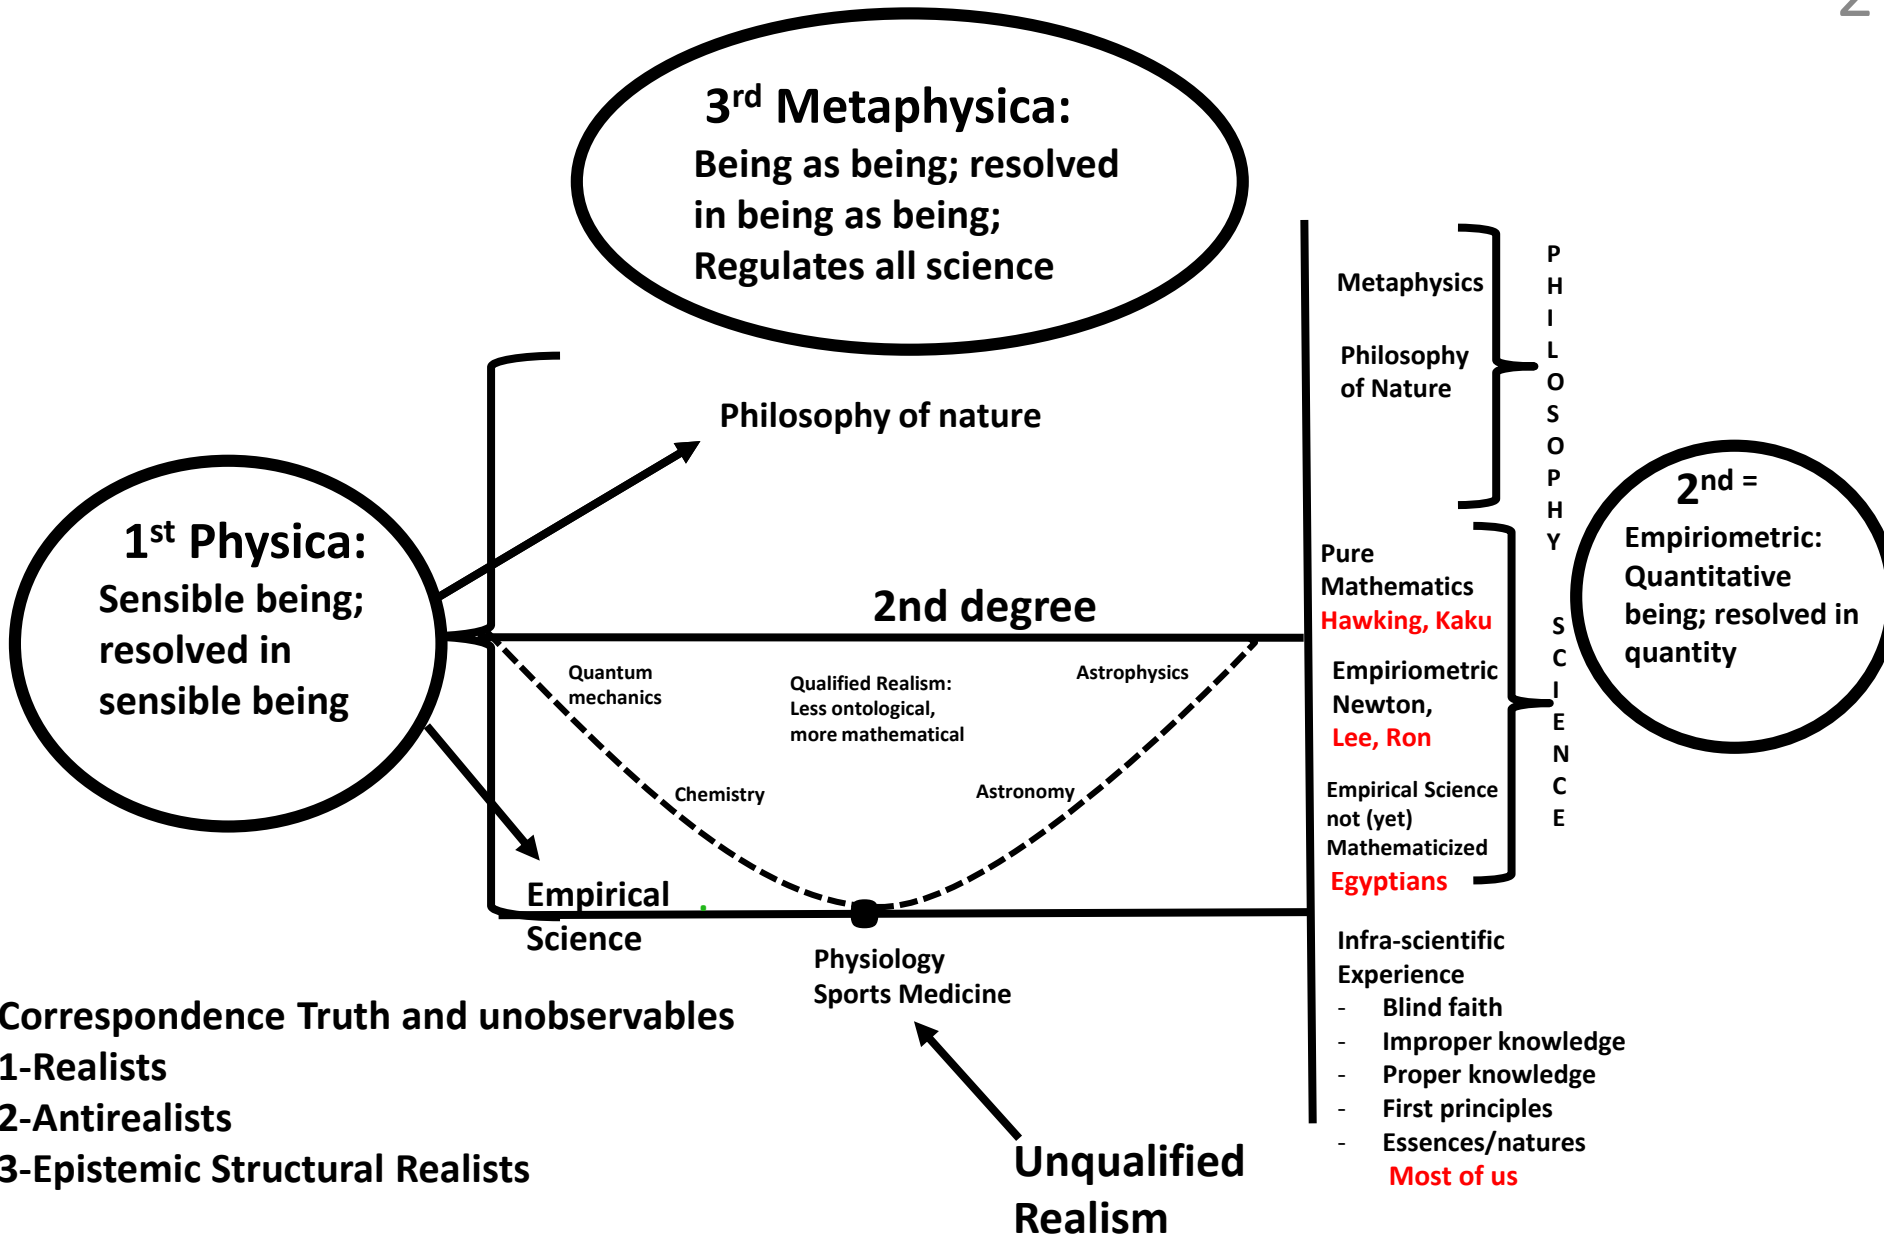 2
3rd Metaphysica:
Being as being; resolved
in being as being;
Regulates all science
Philosophy of nature
1st Physica:
Sensible being;
resolved in
sensible being
2nd degree
Quantum
mechanics
Qualified Realism:
Less ontological,
more mathematical
Astrophysics
Chemistry
Astronomy
Empirical
Science
Physiology
Sports Medicine
Unqualified
Realism
Correspondence Truth and unobservables
1-Realists
2-Antirealists
3-Epistemic Structural Realists
Metaphysics
Philosophy
of Nature
PHILOSOPHY
Pure
Mathematics
Hawking, Kaku
Empiriometric
Newton,
Lee, Ron
Empirical Science
not (yet)
Mathematicized
Egyptians
SCIENCE
Infra-scientific
Experience
- Blind faith
- Improper knowledge
- Proper knowledge
- First principles
- Essences/natures
Most of us
2nd =
Empiriometric:
Quantitative
being; resolved in
quantity